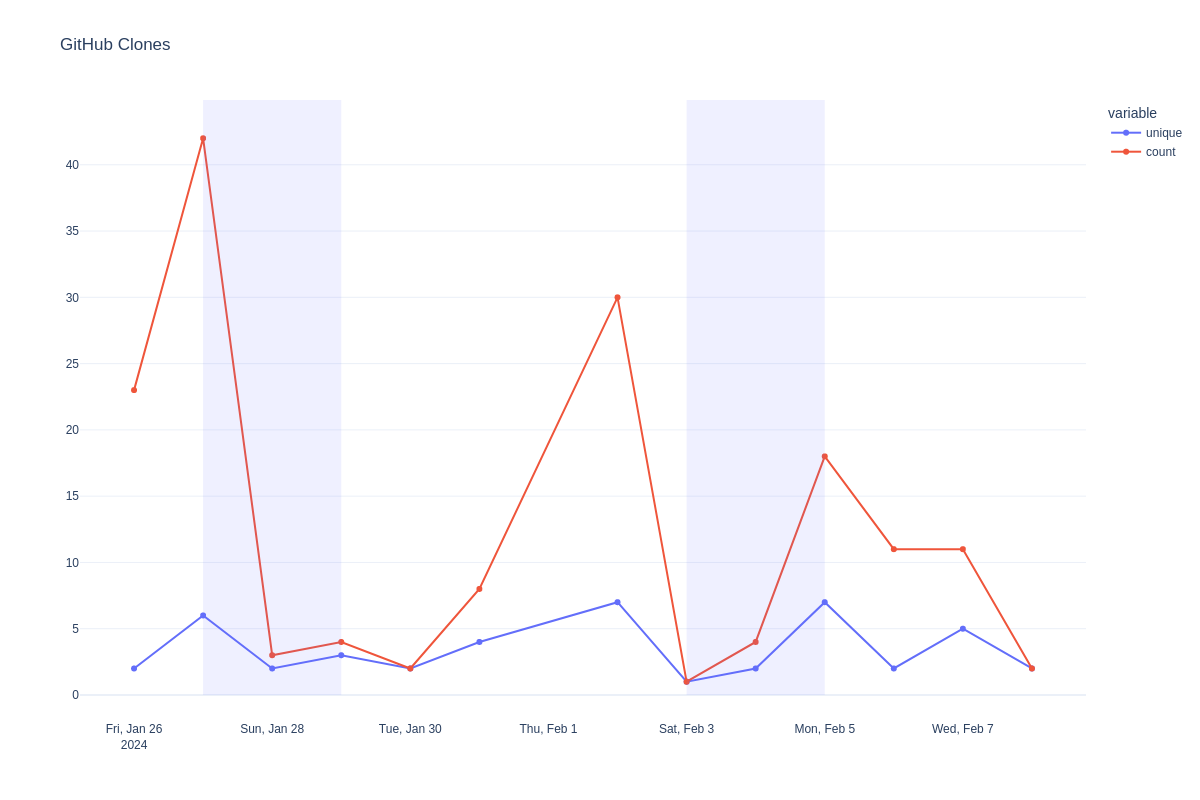 GitHub Clones
variable
unique
count
40
35
30
25
20
15
10
5
0
Fri, Jan 26
2024
Sun, Jan 28
Tue, Jan 30
Thu, Feb 1
Sat, Feb 3
Mon, Feb 5
Wed, Feb 7